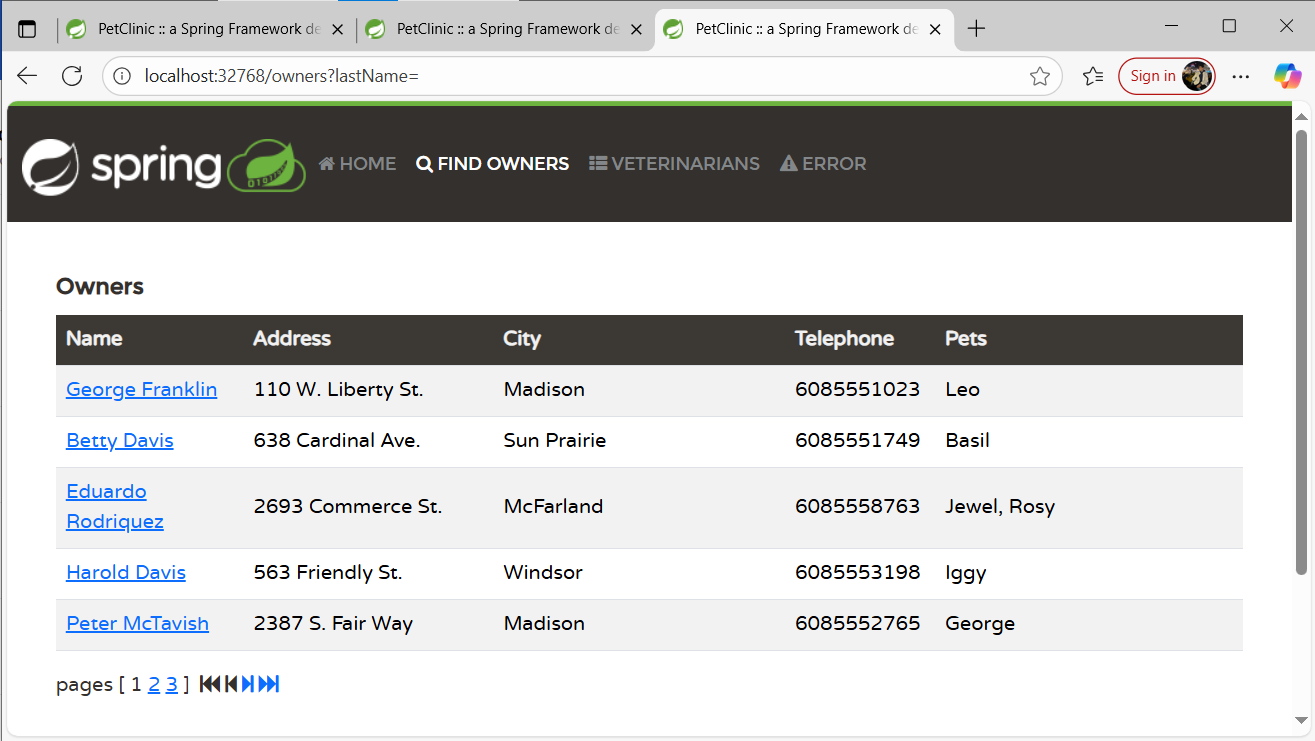 PetClinic :: a Spring Framework de PetClinic :: a Spring Framework de PetClinic :: a Spring Framework de
localhost:32768/owners?lastName= Sign in
spring HOME FIND OWNERS VETERINARIANS ERROR
Owners
Name Address City Telephone Pets
George Franklin 110 W. Liberty St. Madison 6085551023 Leo
Betty Davis 638 Cardinal Ave. Sun Prairie 6085551749 Basil
Eduardo
Rodriquez 2693 Commerce St. McFarland 6085558763 Jewel, Rosy
Harold Davis 563 Friendly St. Windsor 6085553198 Iggy
Peter McTavish 2387 S. Fair Way Madison 6085552765 George
pages [ 1 2 3 ]